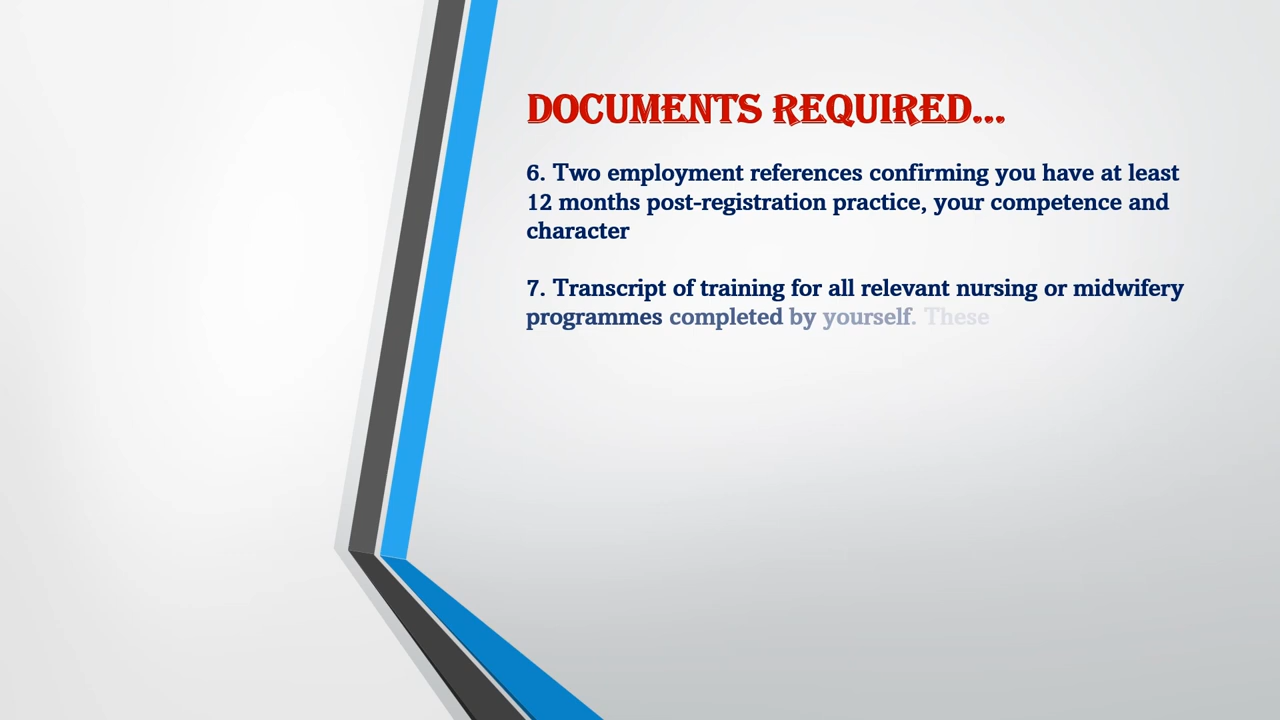 DOCUMENTS REQUIRED...
6. Two employment references confirming you have at least
12 months post-registration practice, your competence and
character
7. Transcript of training for all relevant nursing or midwifery
programmes completed by yourself. These